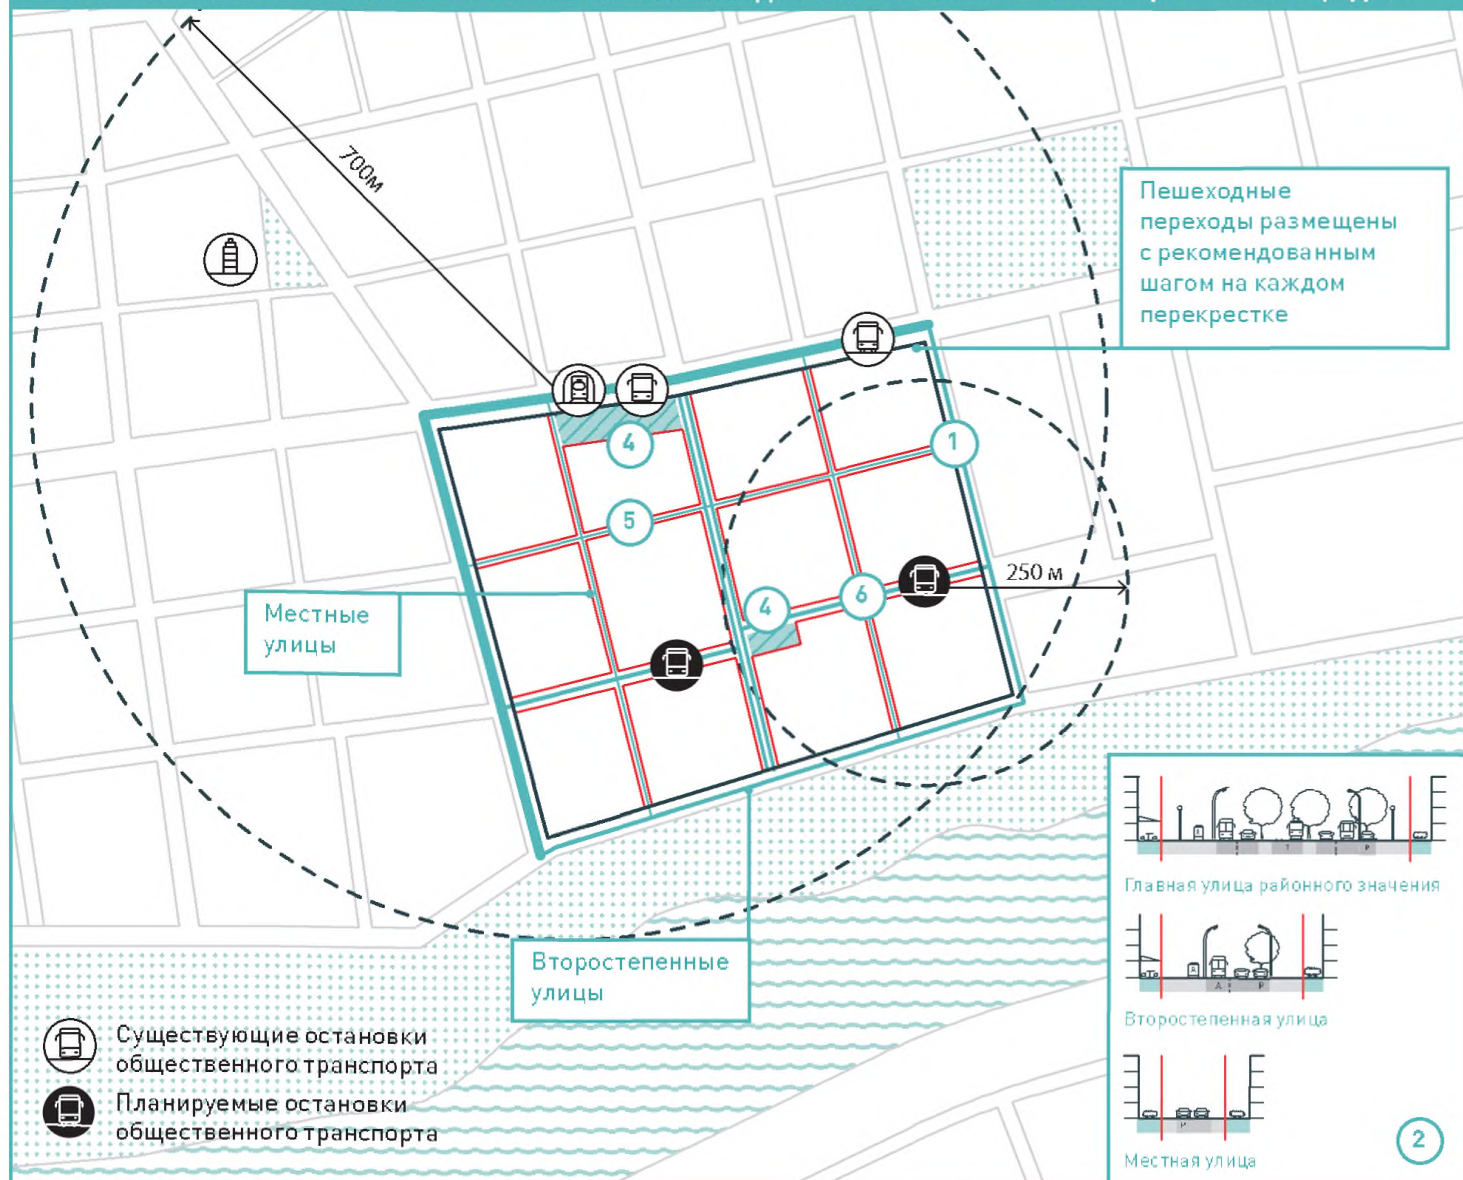 700м
Пешеходные
переходы размещены
с рекомендованным
шагом на каждом
перекрестке
4
1
5
250 м
4
6
Местные
улицы
Главная улица районного значения
Второстепенные
улицы
А
Р
Второстепенная улица
Существующие остановки
общественного транспорта
Планируемые остановки
общественного транспорта
Р
2
Местная улица